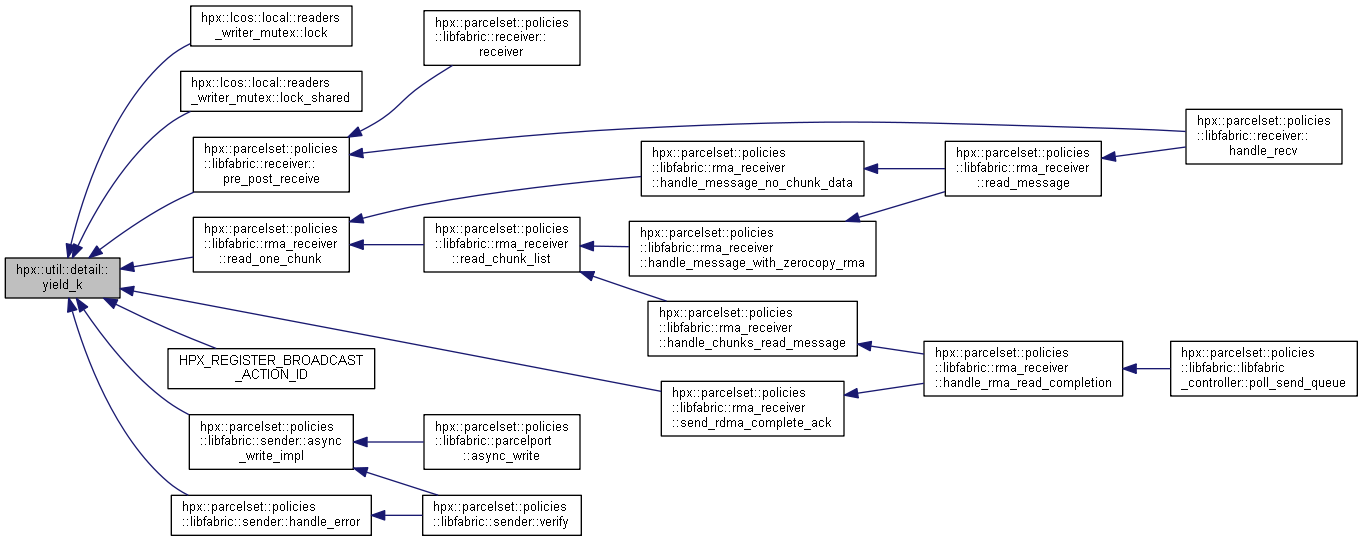 hpx::lcos::local::readers
_writer_mutex::lock
hpx::parcelset::policies
::libfabric::receiver::
receiver
hpx::lcos::local::readers
_writer_mutex::lock_shared
hpx::parcelset::policies
::libfabric::receiver::
pre_post_receive
hpx::parcelset::policies
::libfabric::rma_receiver
::handle_message_no_chunk_data
hpx::parcelset::policies
::libfabric::rma_receiver
::read_message
hpx::parcelset::policies
::libfabric::receiver::
handle_recv
hpx::parcelset::policies
::libfabric::rma_receiver
::read_one_chunk
hpx::parcelset::policies
::libfabric::rma_receiver
::read_chunk_list
hpx::parcelset::policies
::libfabric::rma_receiver
::handle_message_with_zerocopy_rma
hpx::util::detail::
yield_k
hpx::parcelset::policies
::libfabric::rma_receiver
::handle_chunks_read_message
HPX_REGISTER_BROADCAST
_ACTION_ID
hpx::parcelset::policies
::libfabric::rma_receiver
::handle_rma_read_completion
hpx::parcelset::policies
::libfabric::libfabric
_controller::poll_send_queue
hpx::parcelset::policies
::libfabric::rma_receiver
::send_rdma_complete_ack
hpx::parcelset::policies
::libfabric::sender::async
_write_impl
hpx::parcelset::policies
::libfabric::parcelport
::async_write
hpx::parcelset::policies
::libfabric::sender::handle_error
hpx::parcelset::policies
::libfabric::sender::verify